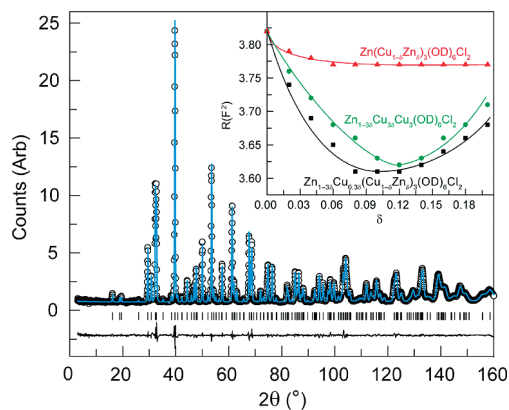 25
20
15
10
5
0
Counts (Arb)
0 20 40 60 80 100 120 140 160
2θ (°)
3.80
3.75
3.70
3.65
3.60
R(F²)
0.00 0.03 0.06 0.09 0.12 0.15 0.18
δ
Zn(Cu₁₋δZnδ)₃(OD)₆Cl₂
Zn₁₋₃δCu₃δCu₃(OD)₆Cl₂
Zn₁₋₃δCu₀.₃δ(Cu₁₋δZnδ)₃(OD)₆Cl₂